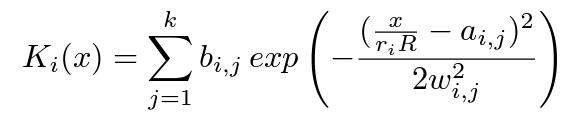 K_i(x) = \sum_{j=1}^{k} b_{i,j} \, exp \left( -\frac{(\frac{x}{r_i R} - a_{i,j})^2}{2w_{i,j}^2} \right)